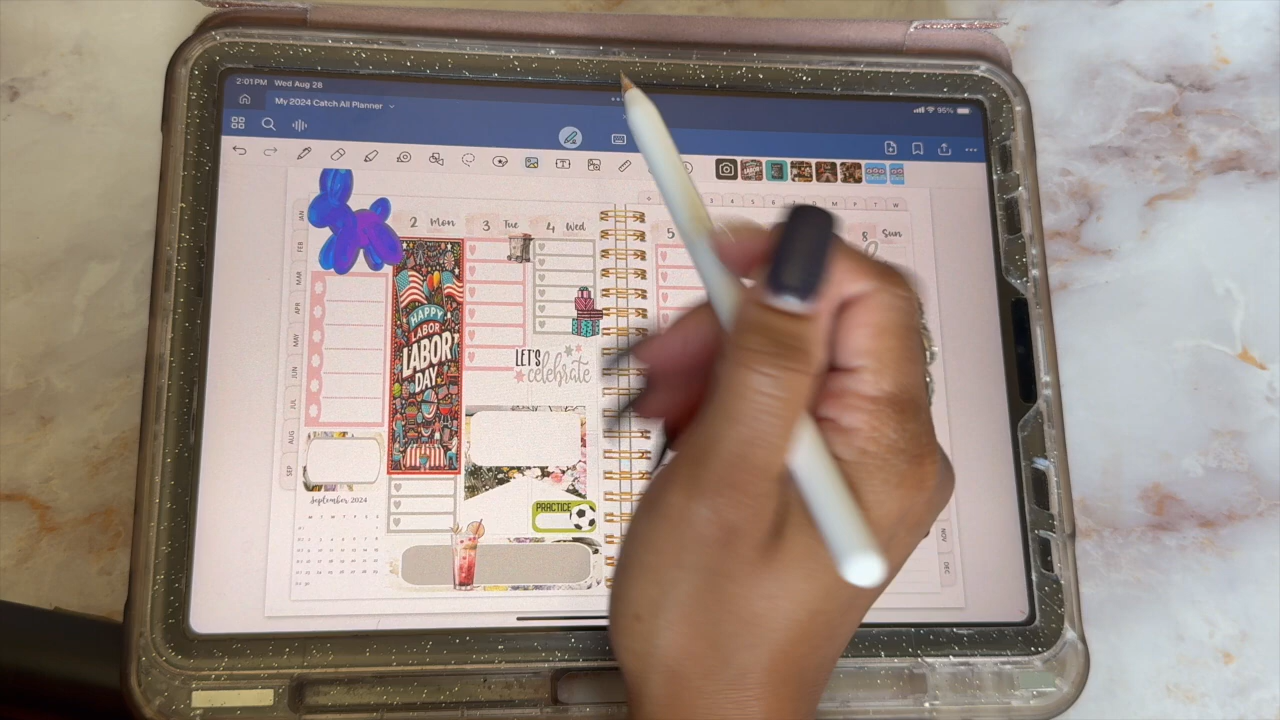 2:01 PM Wed Aug 28
95%
My 2024 Catch All Planner
2 Mon
3 Tue
4 Wed
5
8 Sun
JAN
FEB
MAR
APR
MAY
JUN
JUL
AUG
SEP
HAPPY
LABOR
LABOR
DAY
LET'S
celebrate
PRACTICE
September 2024
NOV
DEC